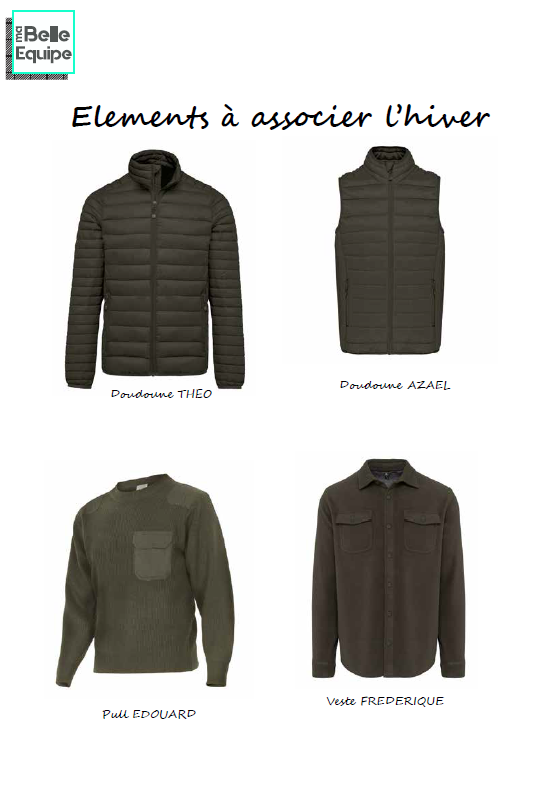 ma
Belle
Equipe
Elements à associer l'hiver
Doudoune THEO
Doudoune AZAEL
Pull EDOUARD
Veste FREDERIQUE